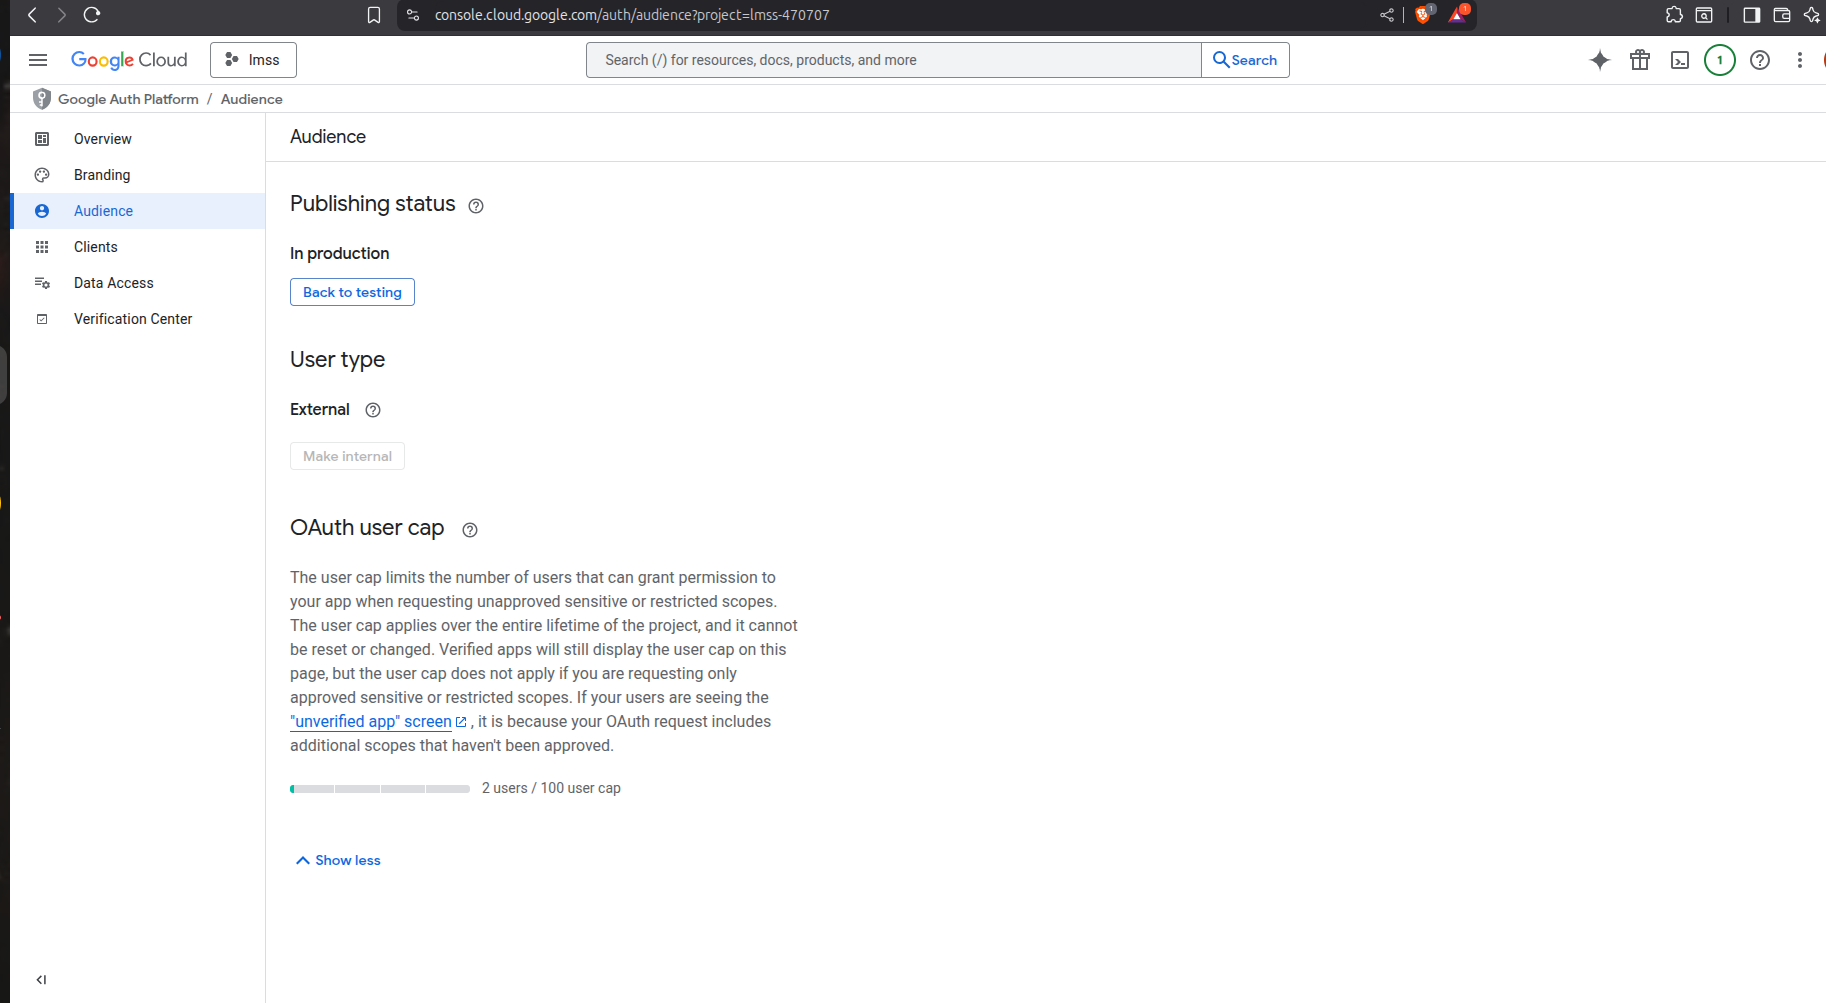 console.cloud.google.com/auth/audience?project=lmss-470707
1
1
Google Cloud
lmss
Search (/) for resources, docs, products, and more
Search
1
Google Auth Platform / Audience
Overview
Branding
Audience
Clients
Data Access
Verification Center
Audience
Publishing status
In production
Back to testing
User type
External
Make internal
OAuth user cap
The user cap limits the number of users that can grant permission to
your app when requesting unapproved sensitive or restricted scopes.
The user cap applies over the entire lifetime of the project, and it cannot
be reset or changed. Verified apps will still display the user cap on this
page, but the user cap does not apply if you are requesting only
approved sensitive or restricted scopes. If your users are seeing the
"unverified app" screen , it is because your OAuth request includes
additional scopes that haven't been approved.
2 users / 100 user cap
Show less